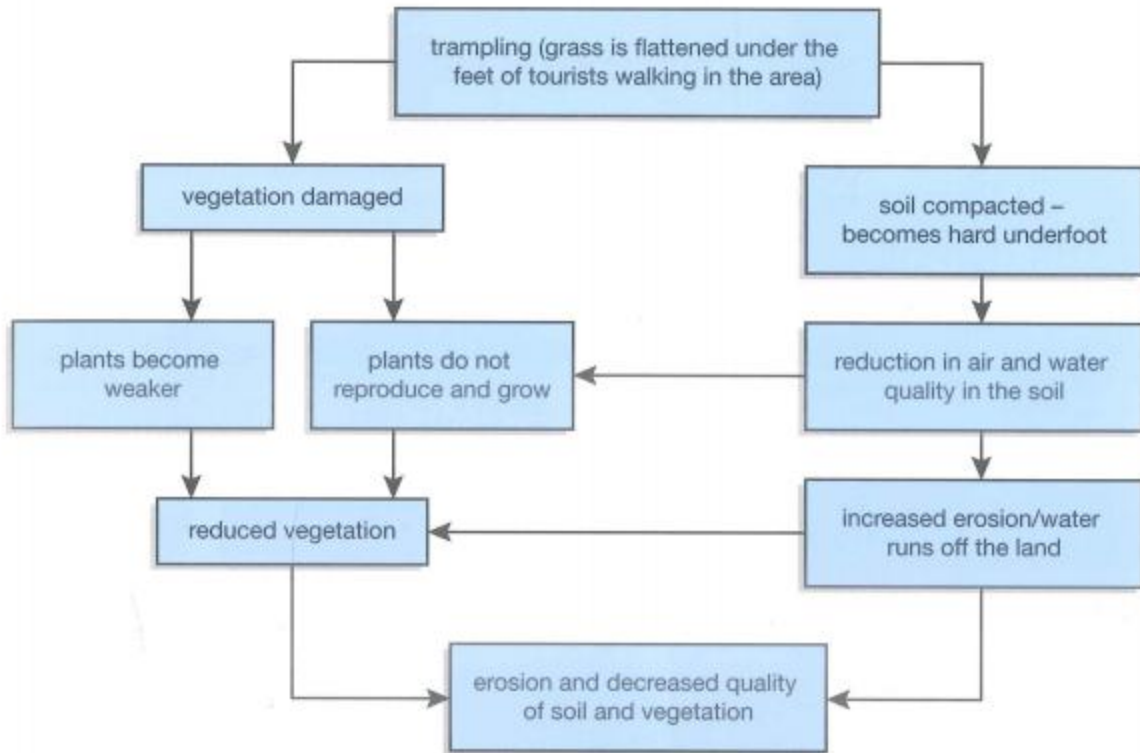 trampling (grass is flattened under the
feet of tourists walking in the area)
vegetation damaged
soil compacted –
becomes hard underfoot
plants become
weaker
plants do not
reproduce and grow
reduction in air and water
quality in the soil
reduced vegetation
increased erosion/water
runs off the land
erosion and decreased quality
of soil and vegetation